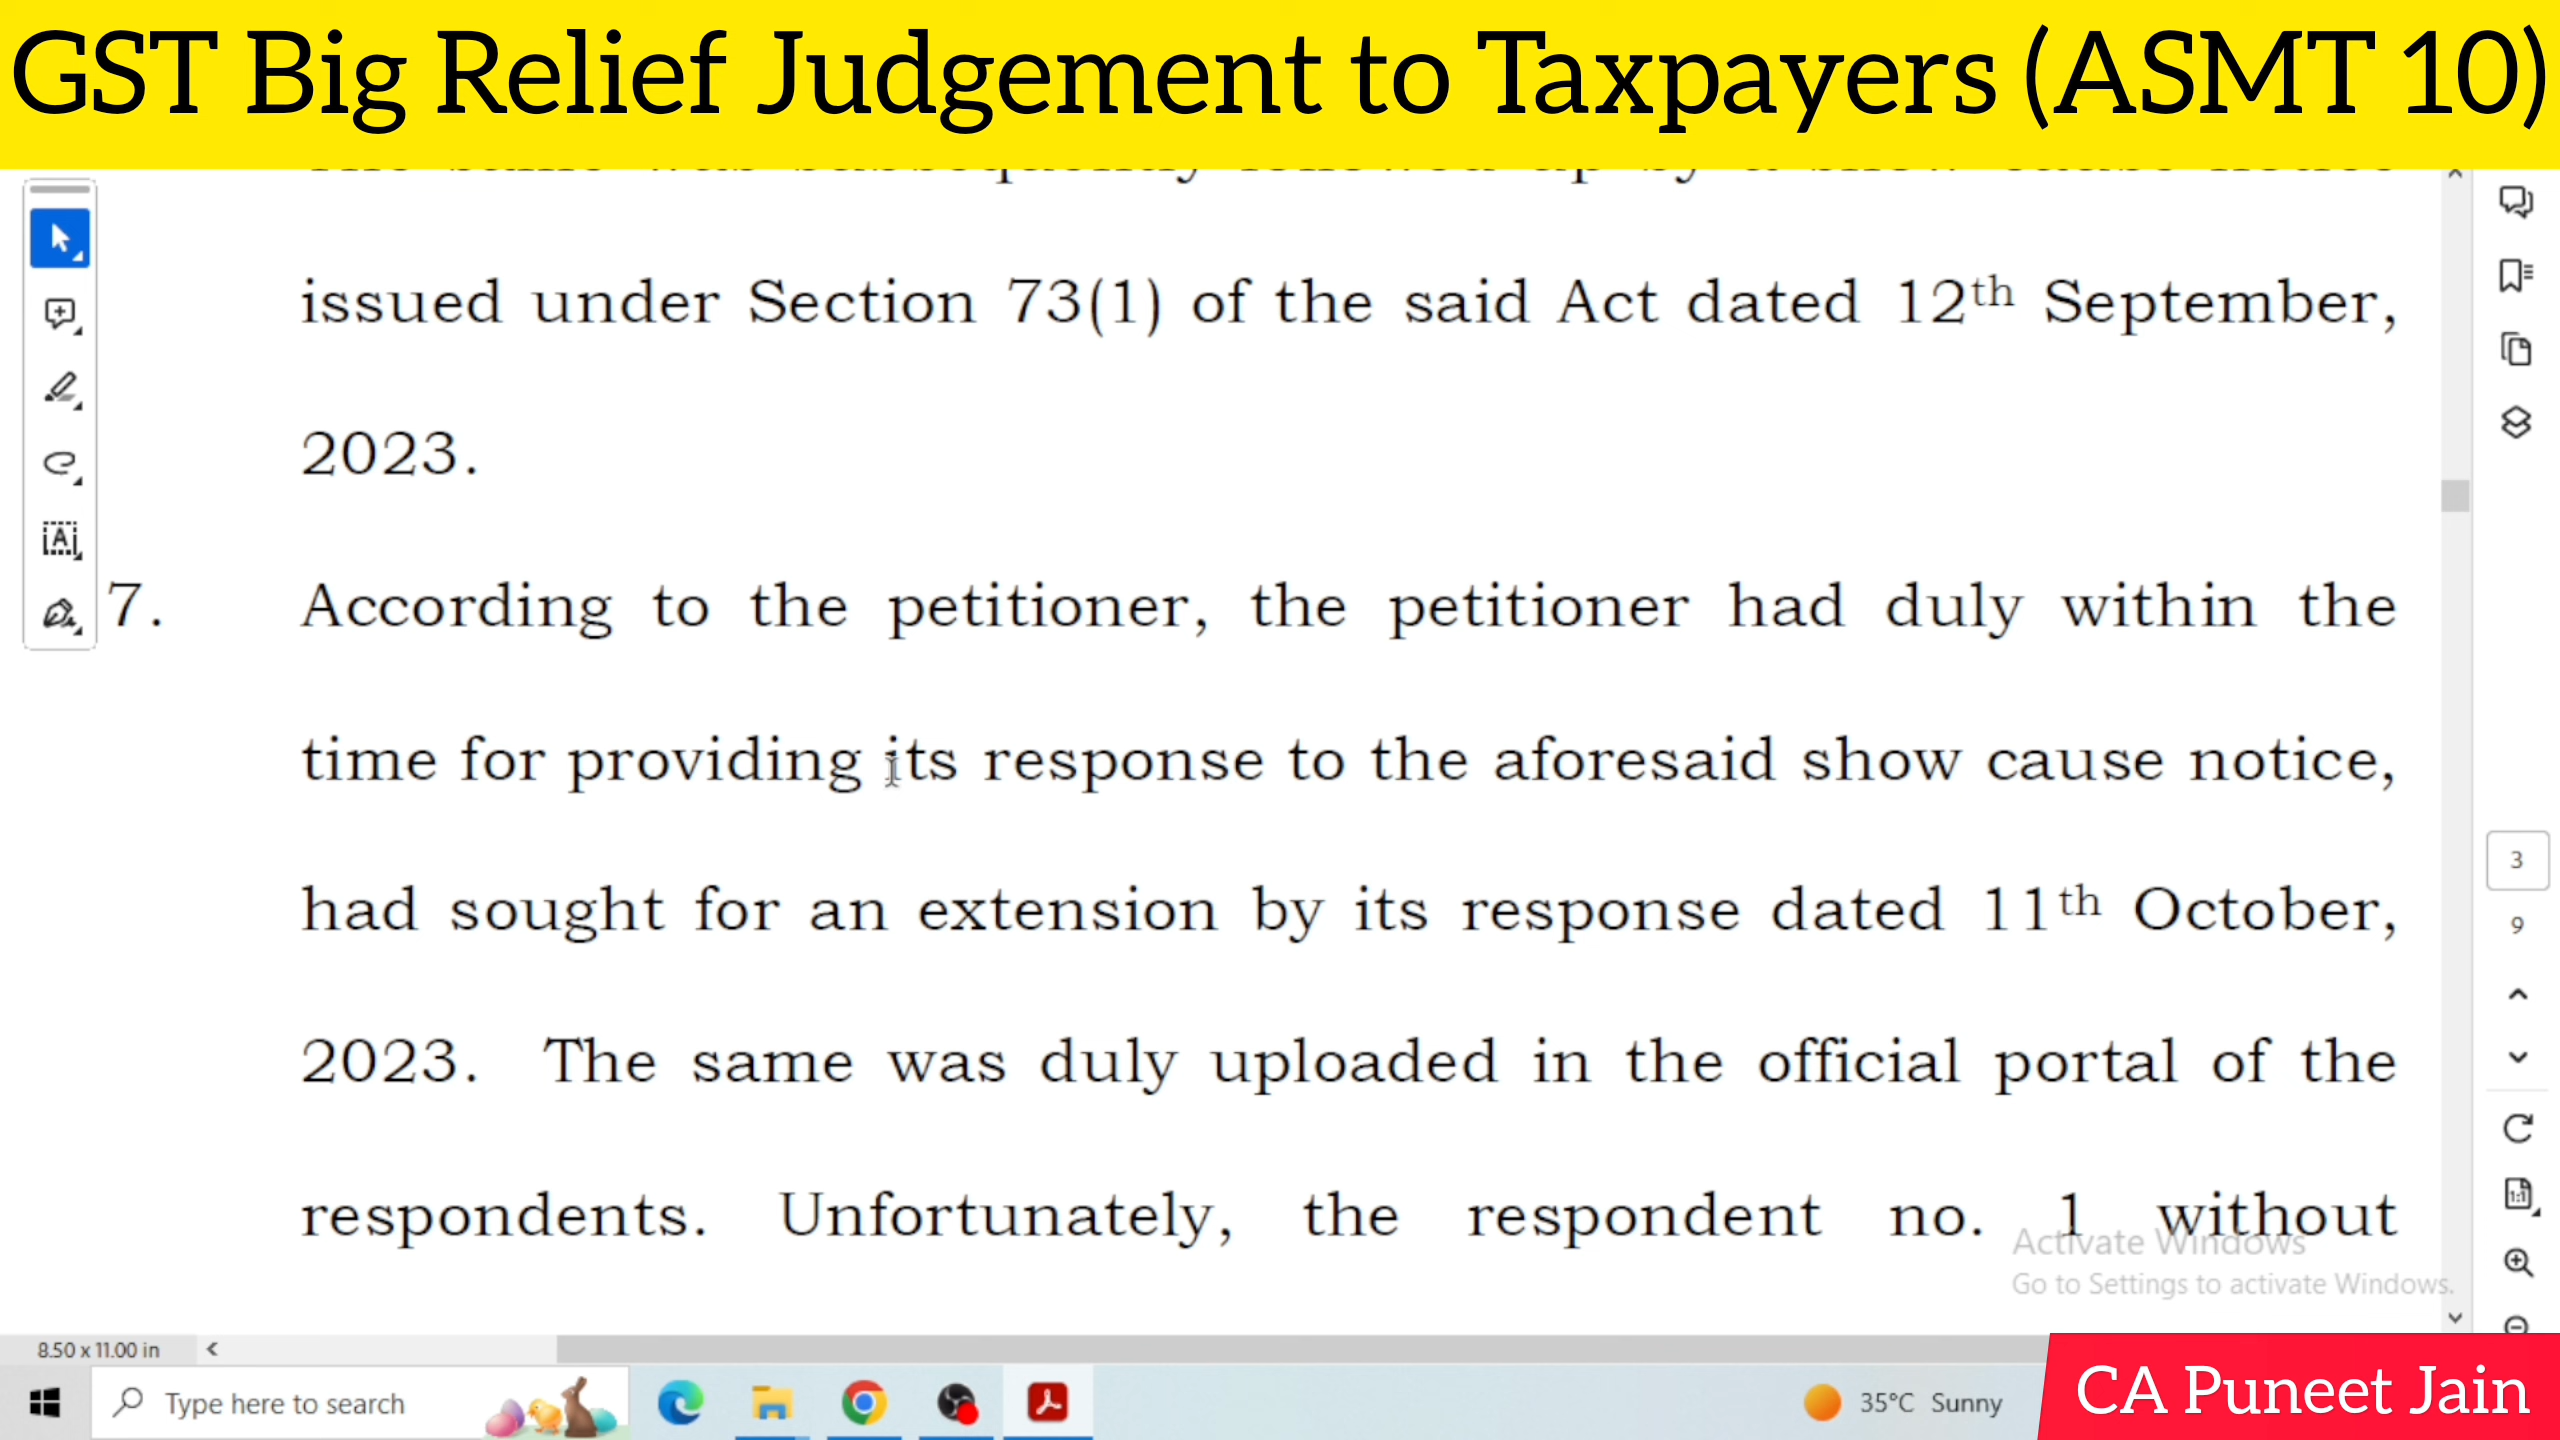 GST Big Relief Judgement to Taxpayers (ASMT 10)
issued under Section 73(1) of the said Act dated 12th September,
2023.
7. According to the petitioner, the petitioner had duly within the
time for providing its response to the aforesaid show cause notice,
had sought for an extension by its response dated 11th October,
2023. The same was duly uploaded in the official portal of the
respondents. Unfortunately, the respondent no. 1 without
3
9
Activate Windows
Go to Settings to activate Windows.
8.50 x 11.00 in
Type here to search
35°C Sunny
CA Puneet Jain